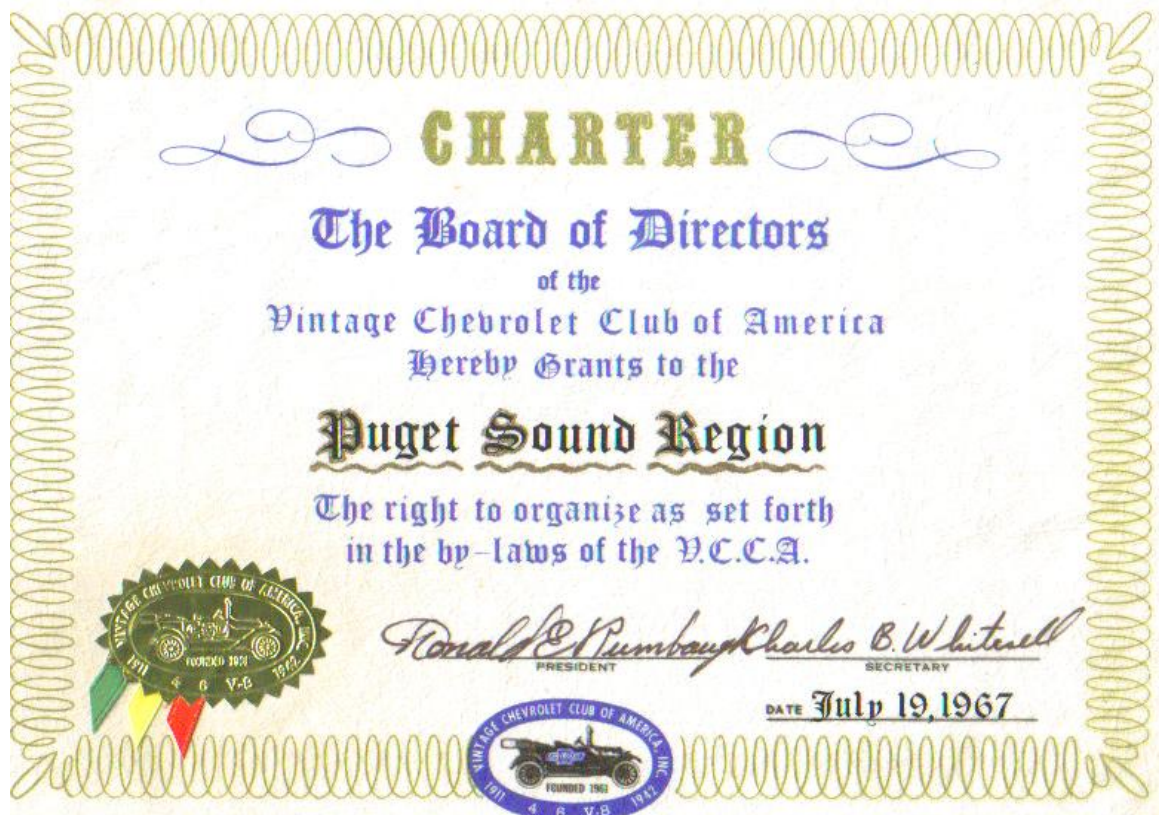 CHARTER
The Board of Directors
of the
Vintage Chevrolet Club of America
Hereby Grants to the
Puget Sound Region
The right to organize as set forth
in the by-laws of the V.C.C.A.
VINTAGE CHEVROLET CLUB OF AMERICA, INC.
FOUNDED 1961
1911 4 6 V-8 1942
Ronald E. Rumbaugh Charles B. Whitesell
PRESIDENT SECRETARY
DATE July 19, 1967
VINTAGE CHEVROLET CLUB OF AMERICA, INC.
FOUNDED 1961
1911 4 6 V-8 1942